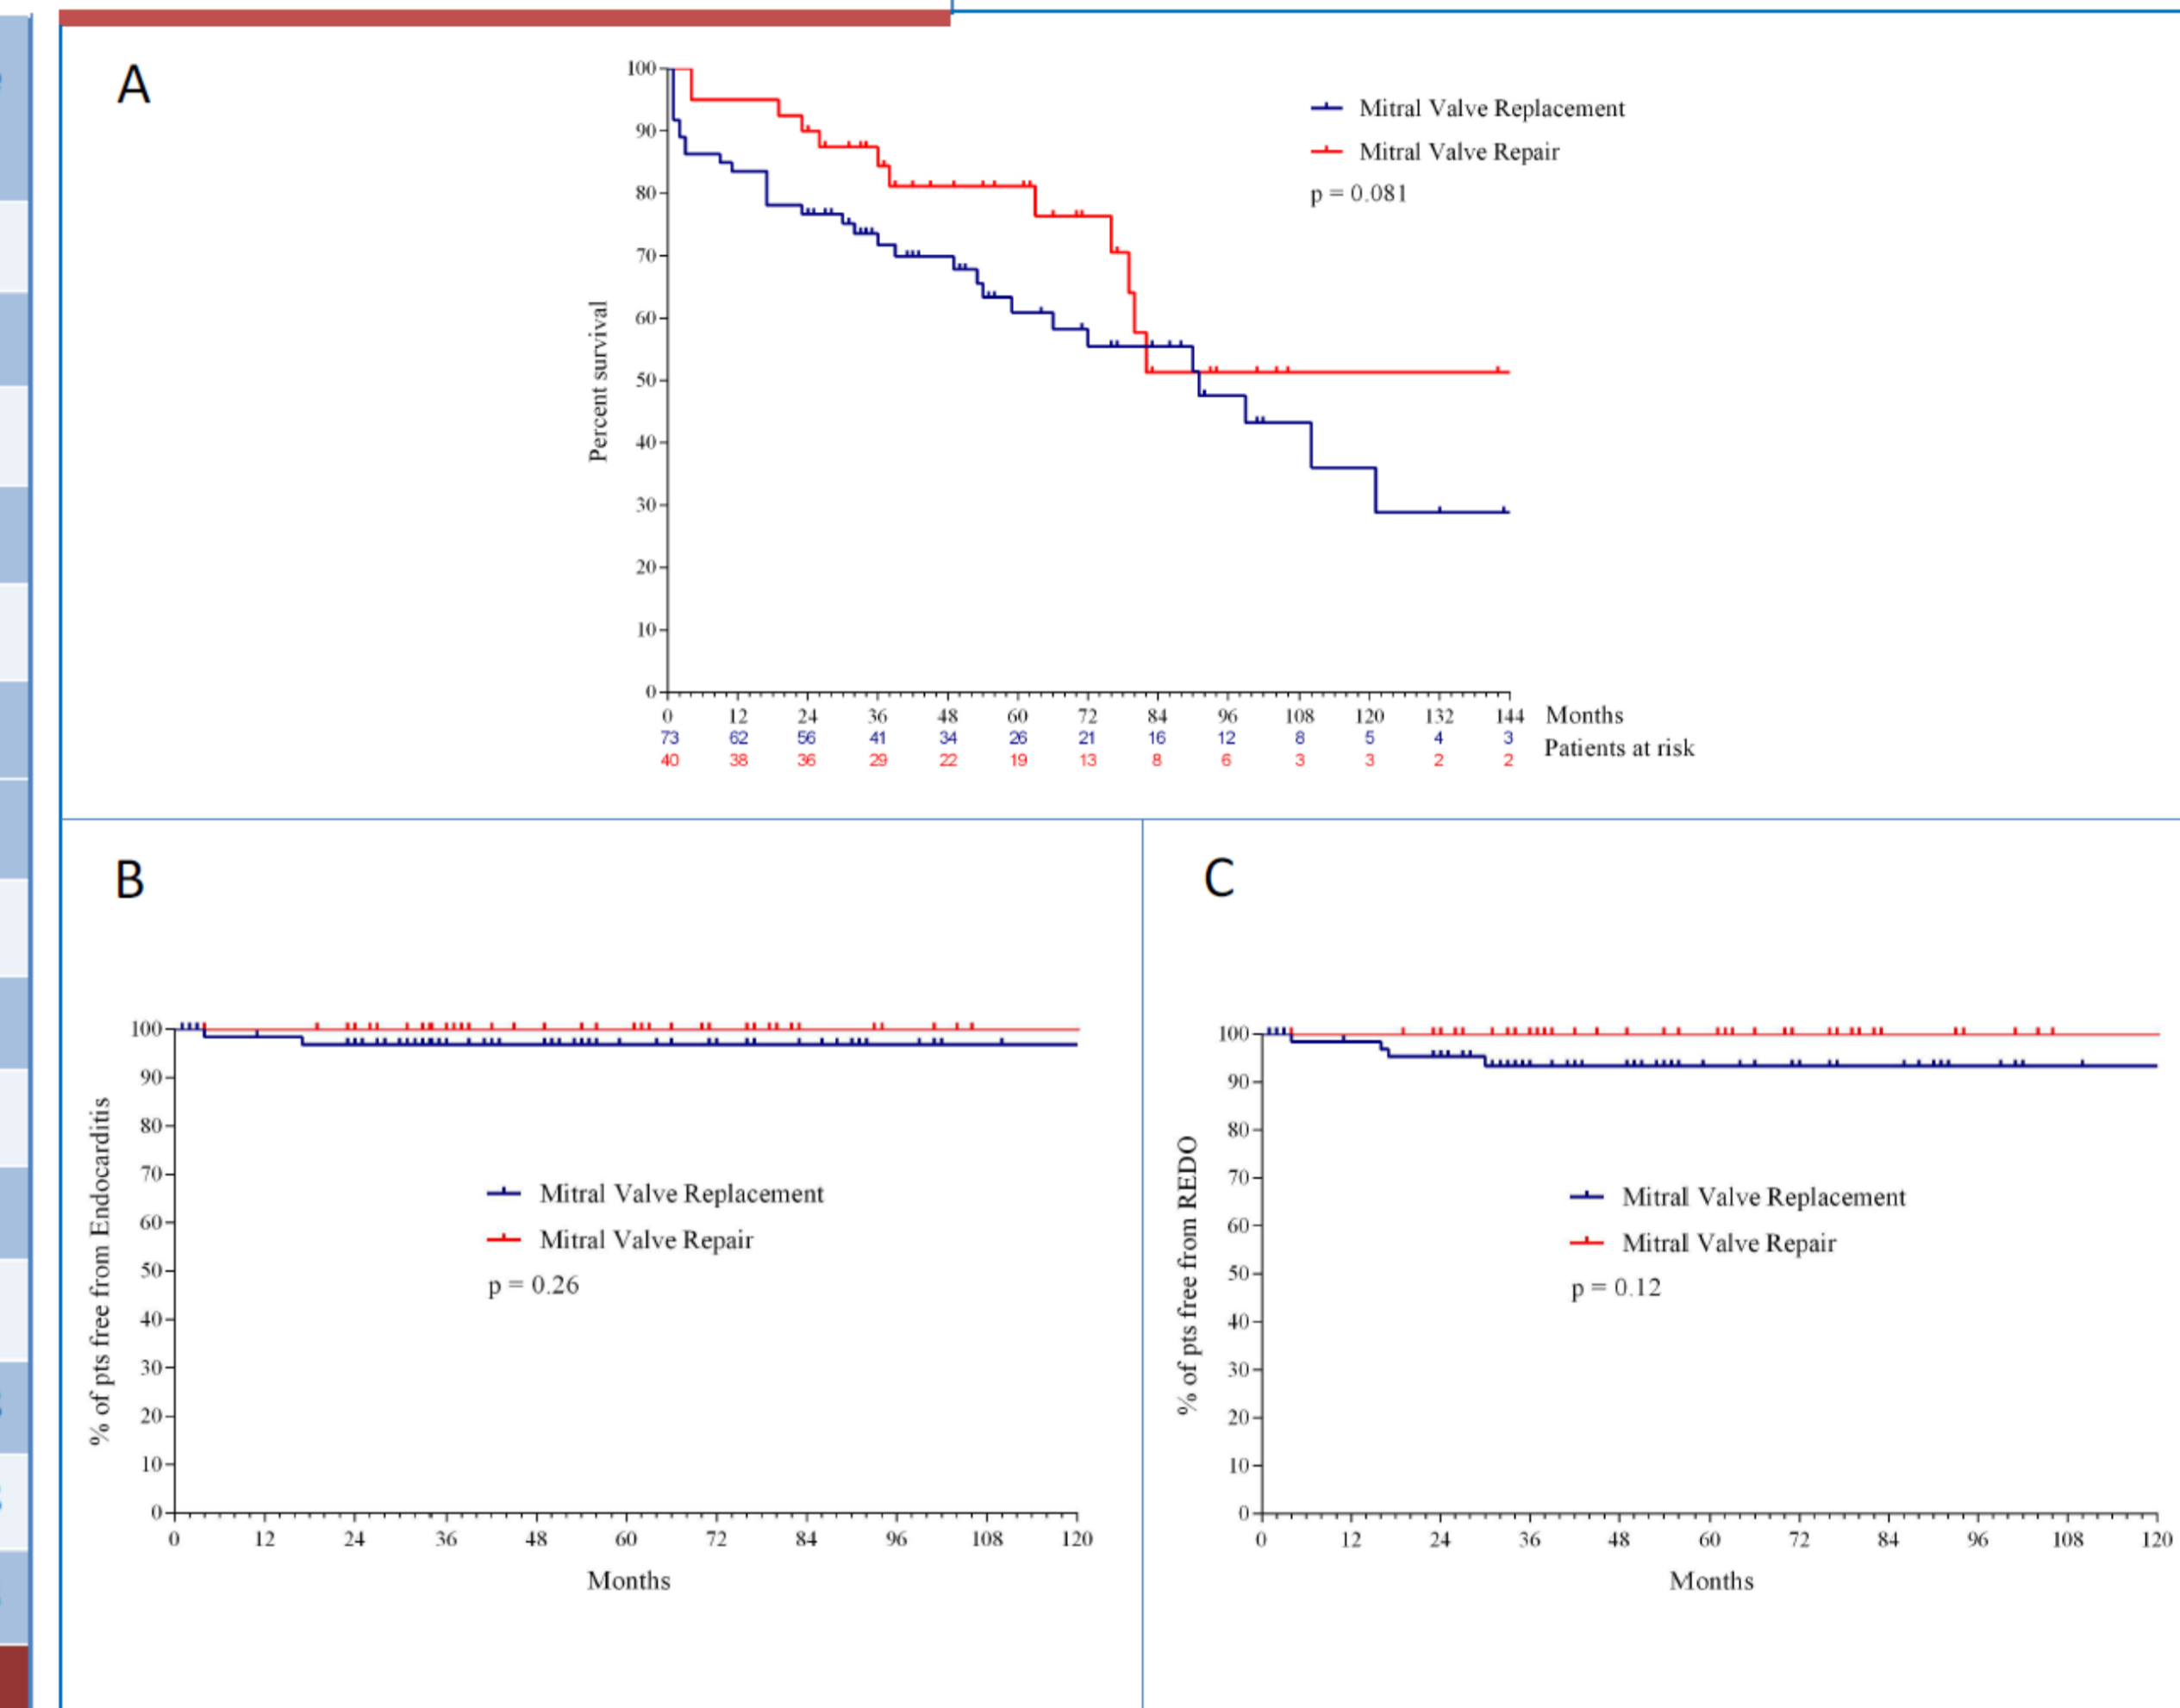 A
100
90
80
70
60
50
40
30
20
10
0
Percent survival
Mitral Valve Replacement
Mitral Valve Repair
p = 0.081
0 12 24 36 48 60 72 84 96 108 120 132 144 Months
73 62 56 41 34 26 21 16 12 8 5 4 3
Patients at risk
40 38 36 29 22 19 13 8 6 3 3 2 2
B
100
90
80
70
60
50
40
30
20
10
0
% of pts free from Endocarditis
Mitral Valve Replacement
Mitral Valve Repair
p = 0.26
0 12 24 36 48 60 72 84 96 108 120
Months
C
100
90
80
70
60
50
40
30
20
10
0
% of pts free from REDO
Mitral Valve Replacement
Mitral Valve Repair
p = 0.12
0 12 24 36 48 60 72 84 96 108 120
Months